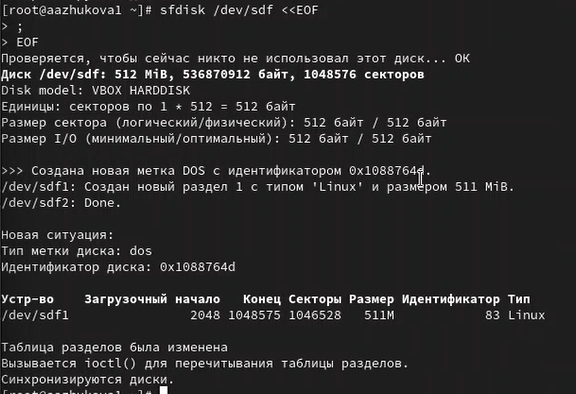 [root@aazhukova1 ~]# sfdisk /dev/sdf <<EOF
> ;
> EOF
Проверяется, чтобы сейчас никто не использовал этот диск... OK
Диск /dev/sdf: 512 MiB, 536870912 байт, 1048576 секторов
Disk model: VBOX HARDDISK
Единицы: секторов по 1 * 512 = 512 байт
Размер сектора (логический/физический): 512 байт / 512 байт
Размер I/O (минимальный/оптимальный): 512 байт / 512 байт
>>> Создана новая метка DOS с идентификатором 0x1088764d.
/dev/sdf1: Создан новый раздел 1 с типом 'Linux' и размером 511 MiB.
/dev/sdf2: Done.
Новая ситуация:
Тип метки диска: dos
Идентификатор диска: 0x1088764d
Устр-во Загрузочный начало Конец Секторы Размер Идентификатор Тип
/dev/sdf1 2048 1048575 1046528 511M 83 Linux
Таблица разделов была изменена
Вызывается ioctl() для перечитывания таблицы разделов.
Синхронизируются диски.
[root@aazhukova1 ~]#